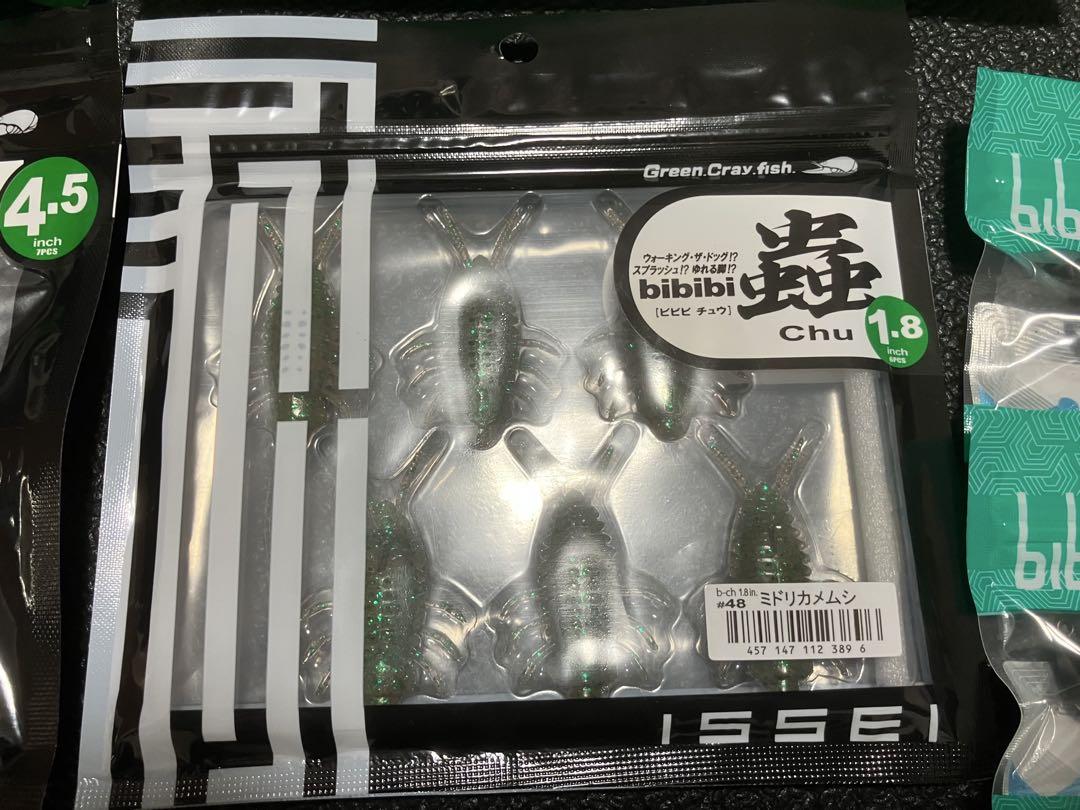 4.5
inch
7PCS
Green.Cray.fish.
ウォーキング・ザ・ドッグ!?
スプラッシュ!? ゆれる脚!?
bibibi
蟲
[ビビビ チュウ]
Chu
1.8
inch
6PCS
b-ch 1.8in.
#48 ミドリカメムシ
457 147 112 389 6
ISSEI
bib
bib